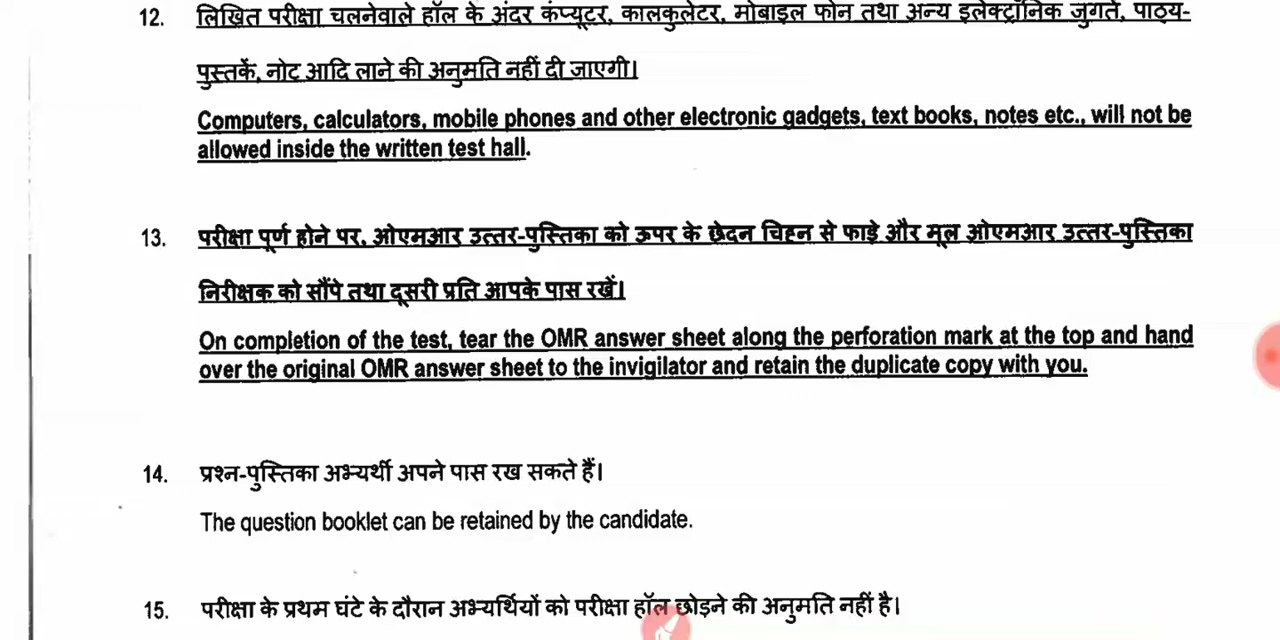 12. लिखित परीक्षा चलनेवाले हॉल के अंदर कंप्यूटर, कालकुलेटर, मोबाइल फोन तथा अन्य इलेक्ट्रॉनिक जुगतें, पाठ्य-
पुस्तकें, नोट आदि लाने की अनुमति नहीं दी जाएगी।
Computers, calculators, mobile phones and other electronic gadgets, text books, notes etc., will not be
allowed inside the written test hall.
13. परीक्षा पूर्ण होने पर, ओएमआर उत्तर-पुस्तिका को ऊपर के छेदन चिह्न से फाड़े और मूल ओएमआर उत्तर-पुस्तिका
निरीक्षक को सौंपे तथा दूसरी प्रति आपके पास रखें।
On completion of the test, tear the OMR answer sheet along the perforation mark at the top and hand
over the original OMR answer sheet to the invigilator and retain the duplicate copy with you.
14. प्रश्न-पुस्तिका अभ्यर्थी अपने पास रख सकते हैं।
The question booklet can be retained by the candidate.
15. परीक्षा के प्रथम घंटे के दौरान अभ्यर्थियों को परीक्षा हॉल छोड़ने की अनुमति नहीं है।